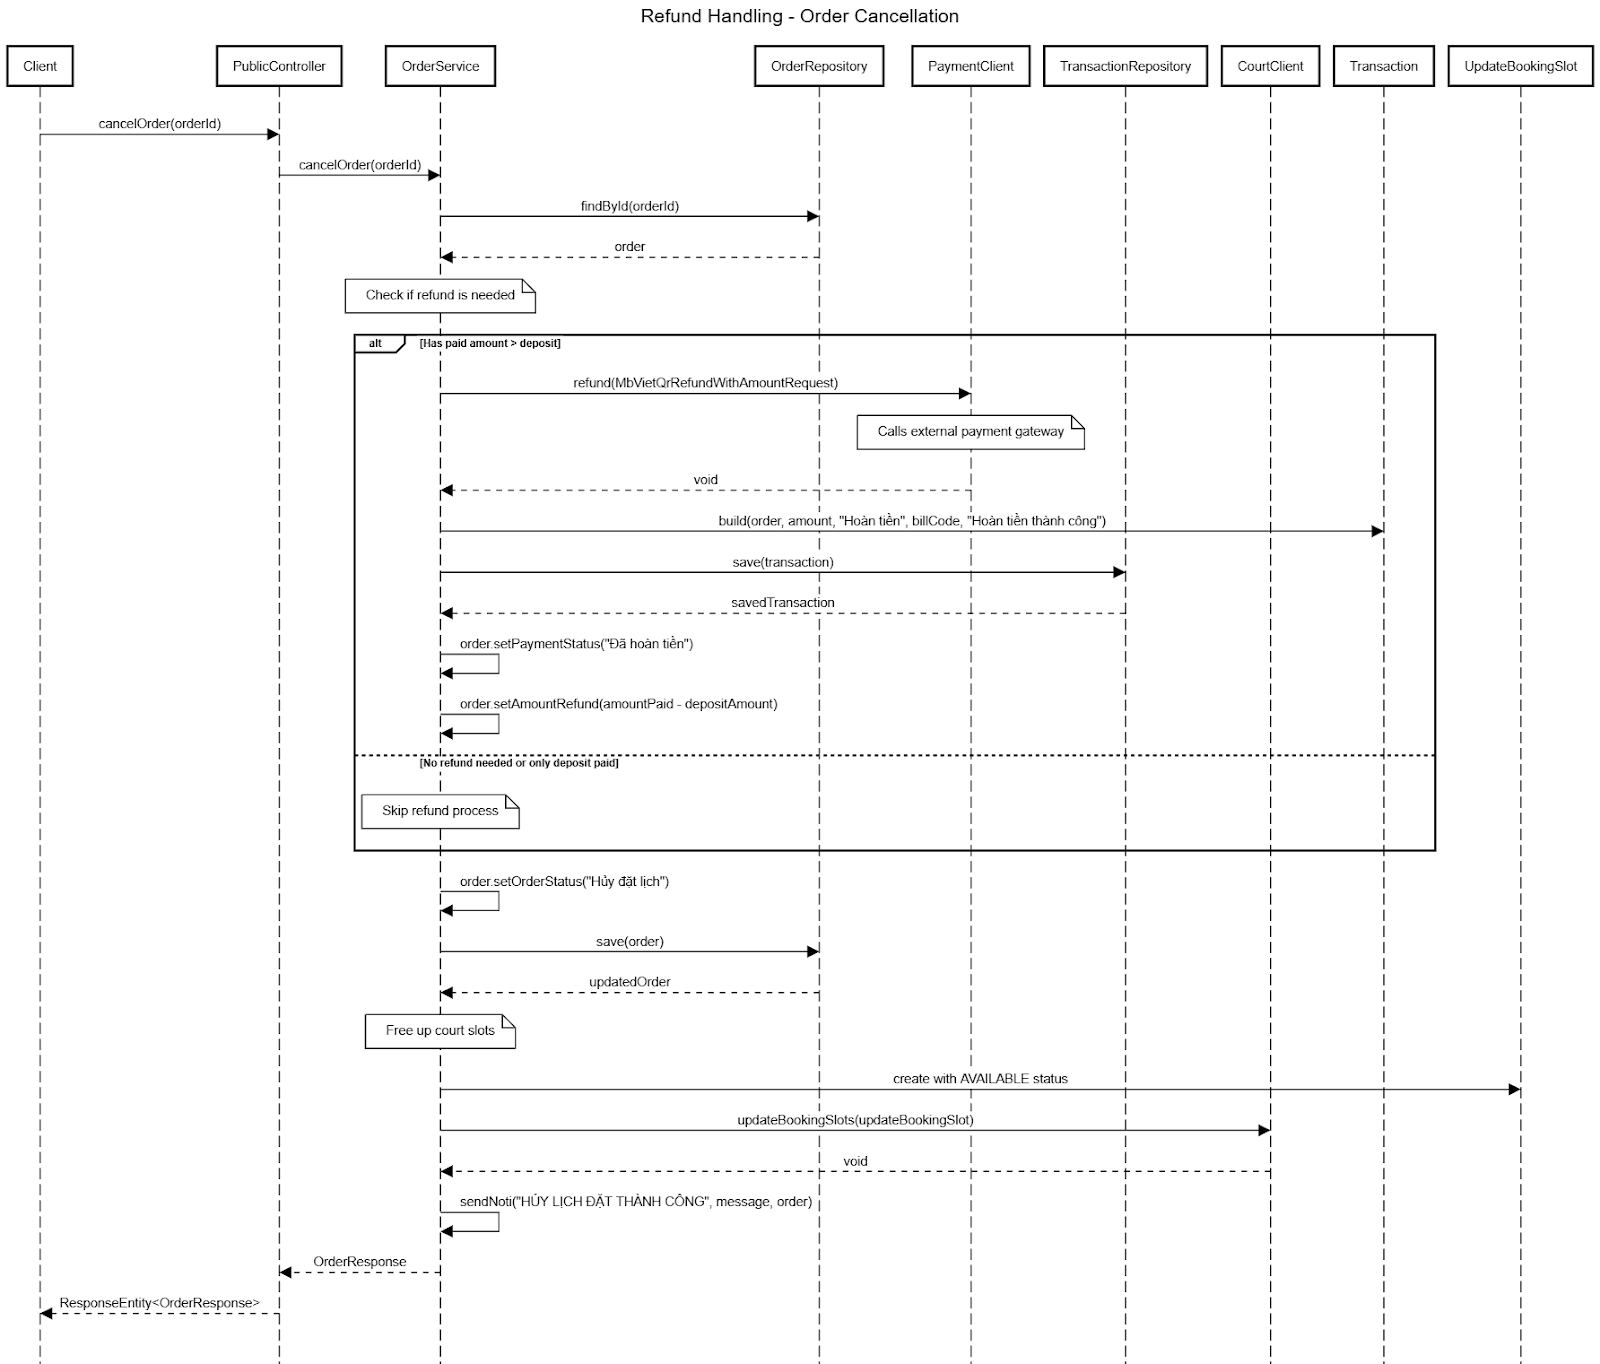 Refund Handling - Order Cancellation
Client
PublicController
OrderService
OrderRepository
PaymentClient
TransactionRepository
CourtClient
Transaction
UpdateBookingSlot
cancelOrder(orderId)
cancelOrder(orderId)
findById(orderId)
order
Check if refund is needed
alt
[Has paid amount > deposit]
refund(MbVietQrRefundWithAmountRequest)
Calls external payment gateway
void
build(order, amount, "Hoàn tiền", billCode, "Hoàn tiền thành công")
save(transaction)
savedTransaction
order.setPaymentStatus("Đã hoàn tiền")
order.setAmountRefund(amountPaid - depositAmount)
[No refund needed or only deposit paid]
Skip refund process
order.setOrderStatus("Hủy đặt lịch")
save(order)
updatedOrder
Free up court slots
create with AVAILABLE status
updateBookingSlots(updateBookingSlot)
void
sendNoti("HỦY LỊCH ĐẶT THÀNH CÔNG", message, order)
OrderResponse
ResponseEntity<OrderResponse>